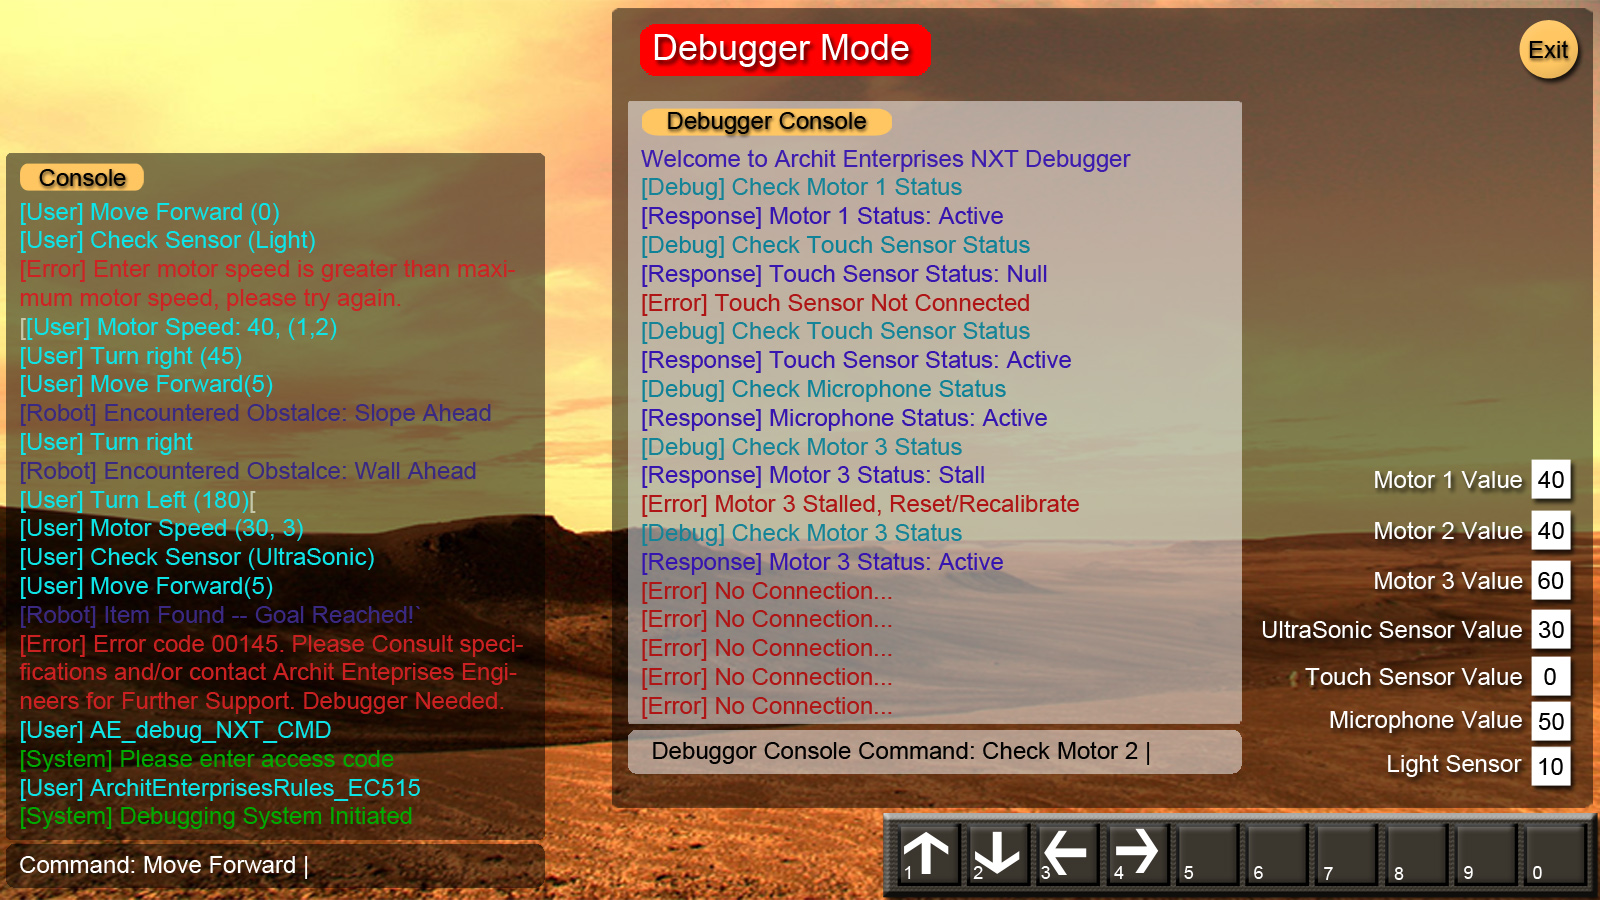 Debugger Mode
Exit
Debugger Console
Welcome to Archit Enterprises NXT Debugger
[Debug] Check Motor 1 Status
[Response] Motor 1 Status: Active
[Debug] Check Touch Sensor Status
[Response] Touch Sensor Status: Null
[Error] Touch Sensor Not Connected
[Debug] Check Touch Sensor Status
[Response] Touch Sensor Status: Active
[Debug] Check Microphone Status
[Response] Microphone Status: Active
[Debug] Check Motor 3 Status
[Response] Motor 3 Status: Stall
[Error] Motor 3 Stalled, Reset/Recalibrate
[Debug] Check Motor 3 Status
[Response] Motor 3 Status: Active
[Error] No Connection...
[Error] No Connection...
[Error] No Connection...
[Error] No Connection...
[Error] No Connection...
Debuggor Console Command: Check Motor 2 |
Console
[User] Move Forward (0)
[User] Check Sensor (Light)
[Error] Enter motor speed is greater than maxi-
mum motor speed, please try again.
[[User] Motor Speed: 40, (1,2)
[User] Turn right (45)
[User] Move Forward(5)
[Robot] Encountered Obstalce: Slope Ahead
[User] Turn right
[Robot] Encountered Obstalce: Wall Ahead
[User] Turn Left (180)[
[User] Motor Speed (30, 3)
[User] Check Sensor (UltraSonic)
[User] Move Forward(5)
[Robot] Item Found -- Goal Reached!`
[Error] Error code 00145. Please Consult speci-
fications and/or contact Archit Enteprises Engi-
neers for Further Support. Debugger Needed.
[User] AE_debug_NXT_CMD
[System] Please enter access code
[User] ArchitEnterprisesRules_EC515
[System] Debugging System Initiated
Command: Move Forward |
Motor 1 Value 40
Motor 2 Value 40
Motor 3 Value 60
UltraSonic Sensor Value 30
Touch Sensor Value 0
Microphone Value 50
Light Sensor 10
1 2 3 4 5 6 7 8 9 0